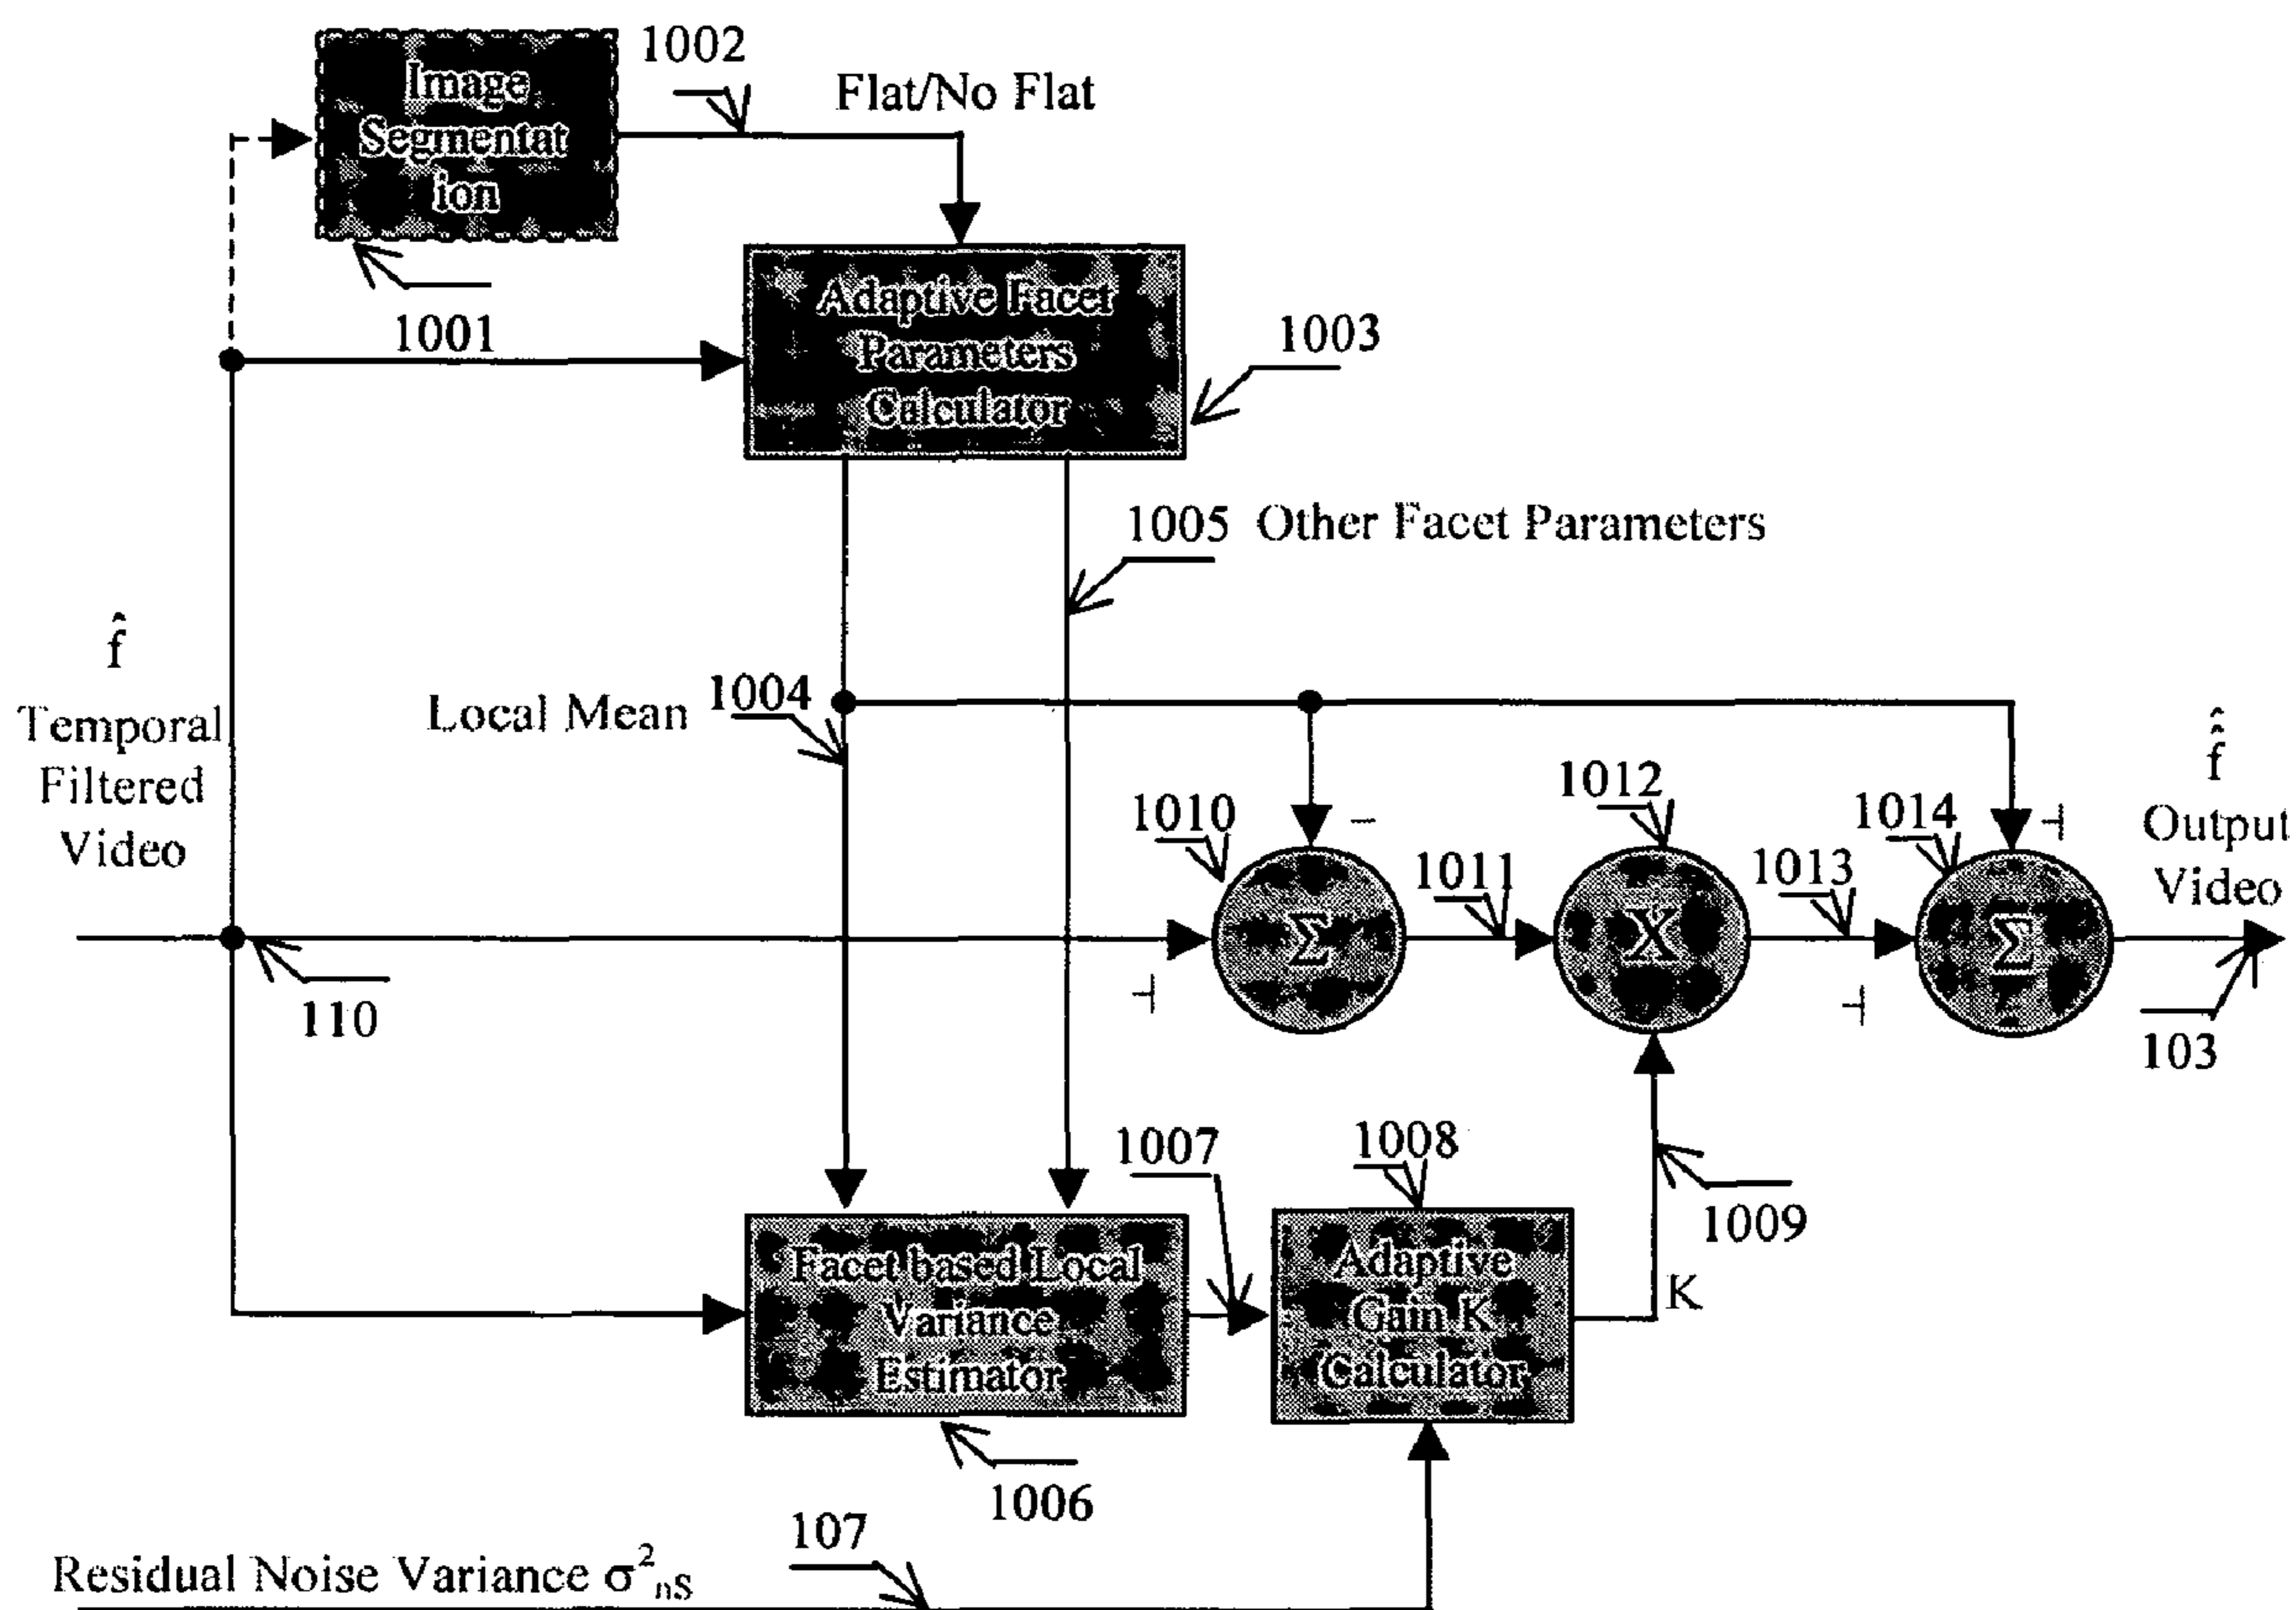 1002
Flat/No Flat
Image
Segmentat
ion
1001
Adaptive Facet
Parameters
Calculator
1003
1005 Other Facet Parameters
f̂
Temporal
Filtered
Video
Local Mean
1004
110
1010
−
Σ
⊣
1011
1012
X
1013
⊣
1014
⊣
Σ
f̂̂
Output
Video
103
1007
1008
1009
K
Facet based Local
Variance
Estimator
Adaptive
Gain K
Calculator
1006
107
Residual Noise Variance σ²nS